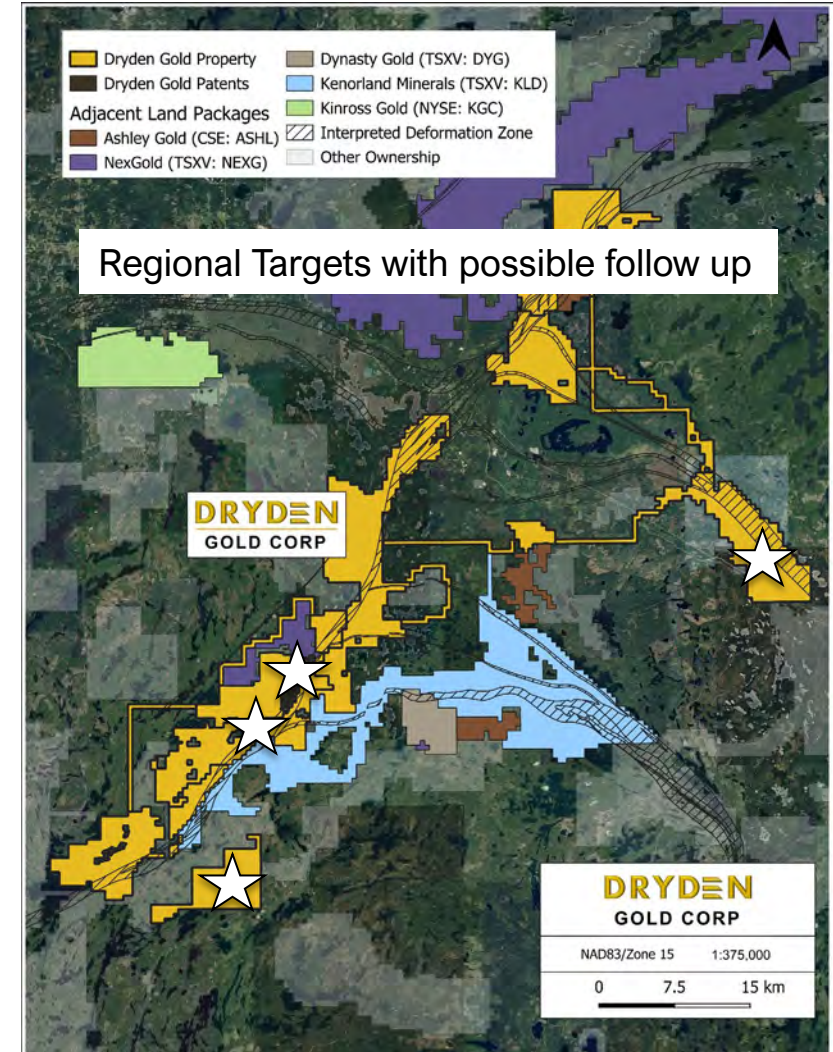 Dryden Gold Property
Dryden Gold Patents
Adjacent Land Packages
Ashley Gold (CSE: ASHL)
NexGold (TSXV: NEXG)
Dynasty Gold (TSXV: DYG)
Kenorland Minerals (TSXV: KLD)
Kinross Gold (NYSE: KGC)
Interpreted Deformation Zone
Other Ownership
Regional Targets with possible follow up
DRYDEN
GOLD CORP
DRYDEN
GOLD CORP
NAD83/Zone 15 1:375,000
0 7.5 15 km